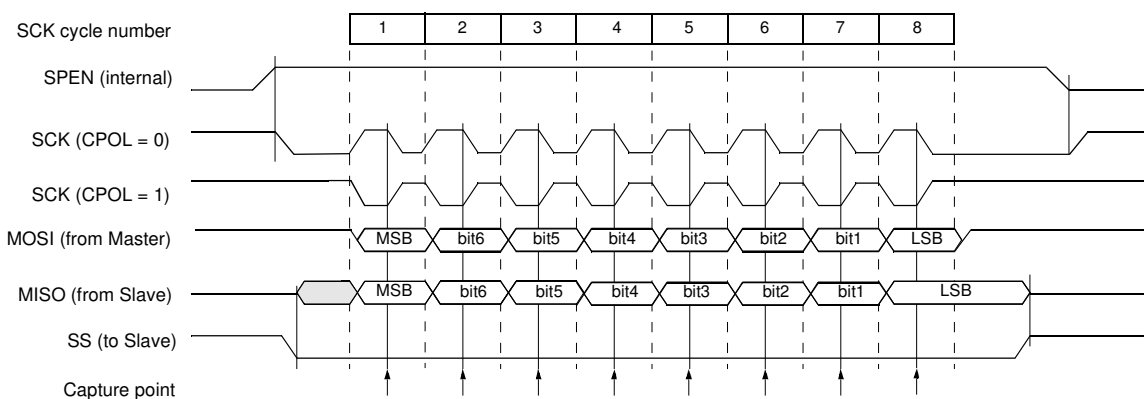 SCK cycle number 1 2 3 4 5 6 7 8
SPEN (internal)
SCK (CPOL = 0)
SCK (CPOL = 1)
MOSI (from Master) MSB bit6 bit5 bit4 bit3 bit2 bit1 LSB
MISO (from Slave) MSB bit6 bit5 bit4 bit3 bit2 bit1 LSB
SS (to Slave)
Capture point